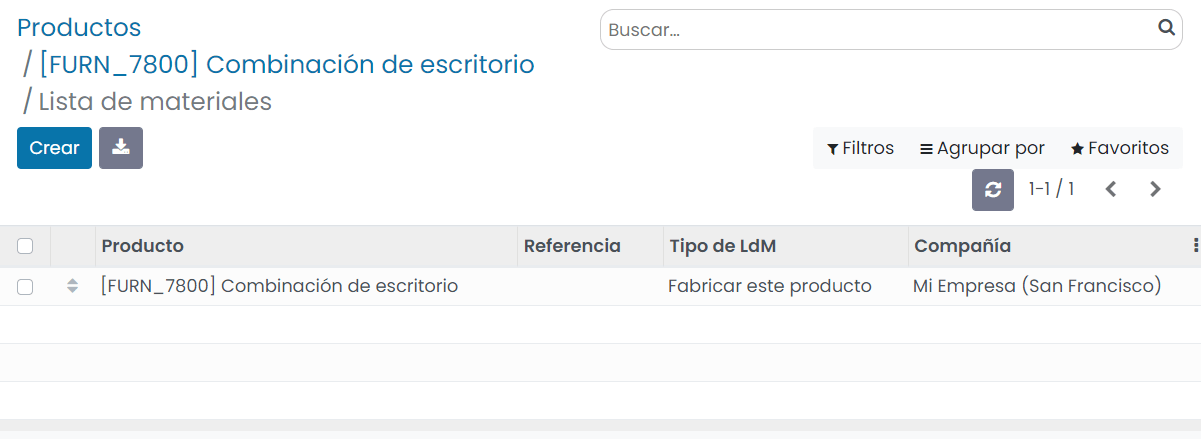 Productos
/ [FURN_7800] Combinación de escritorio
/ Lista de materiales
Buscar...
Crear
Filtros Agrupar por Favoritos
1-1 / 1
Producto Referencia Tipo de LdM Compañía
[FURN_7800] Combinación de escritorio Fabricar este producto Mi Empresa (San Francisco)